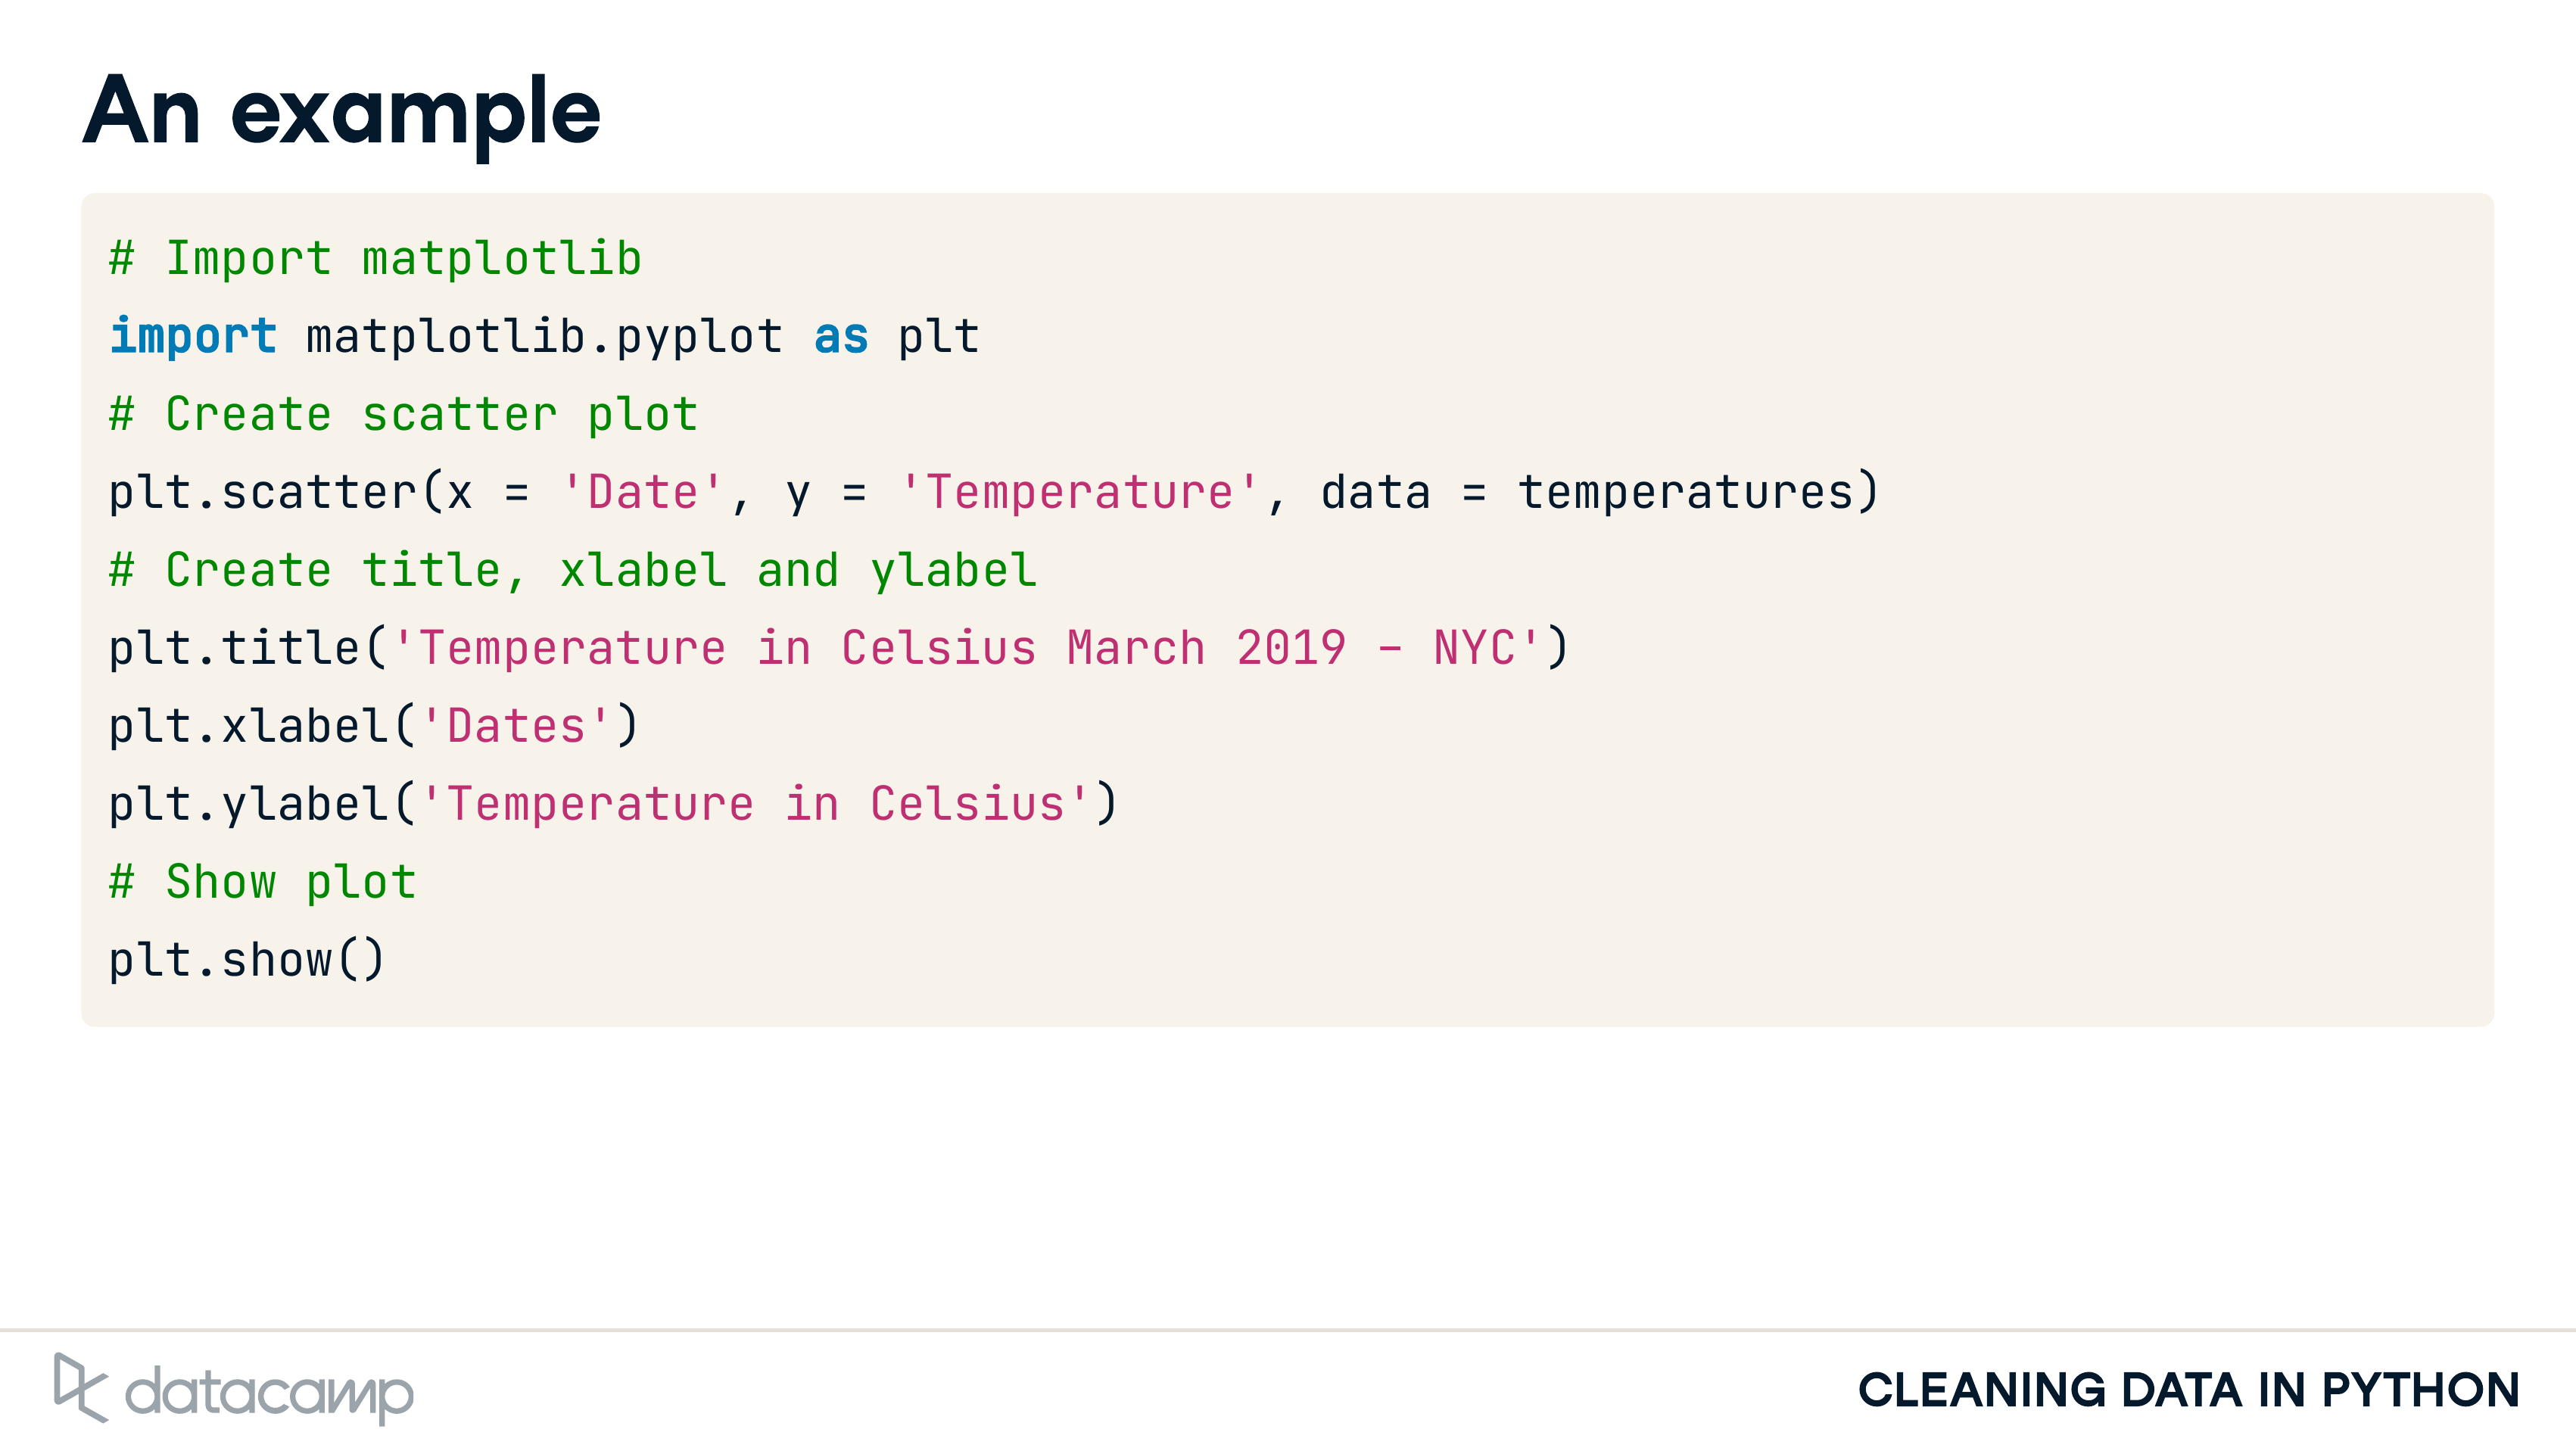 An example
# Import matplotlib
import matplotlib.pyplot as plt
# Create scatter plot
plt.scatter(x = 'Date', y = 'Temperature', data = temperatures)
# Create title, xlabel and ylabel
plt.title('Temperature in Celsius March 2019 - NYC')
plt.xlabel('Dates')
plt.ylabel('Temperature in Celsius')
# Show plot
plt.show()
datacamp
CLEANING DATA IN PYTHON